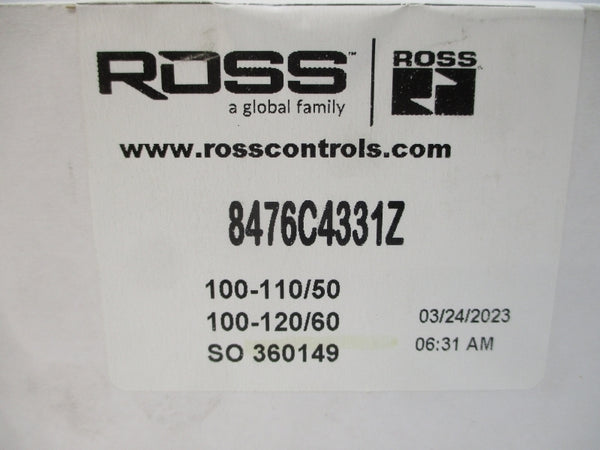 ROSS™ ROSS
a global family
www.rosscontrols.com
8476C4331Z
100-110/50
100-120/60 03/24/2023
SO 360149 06:31 AM